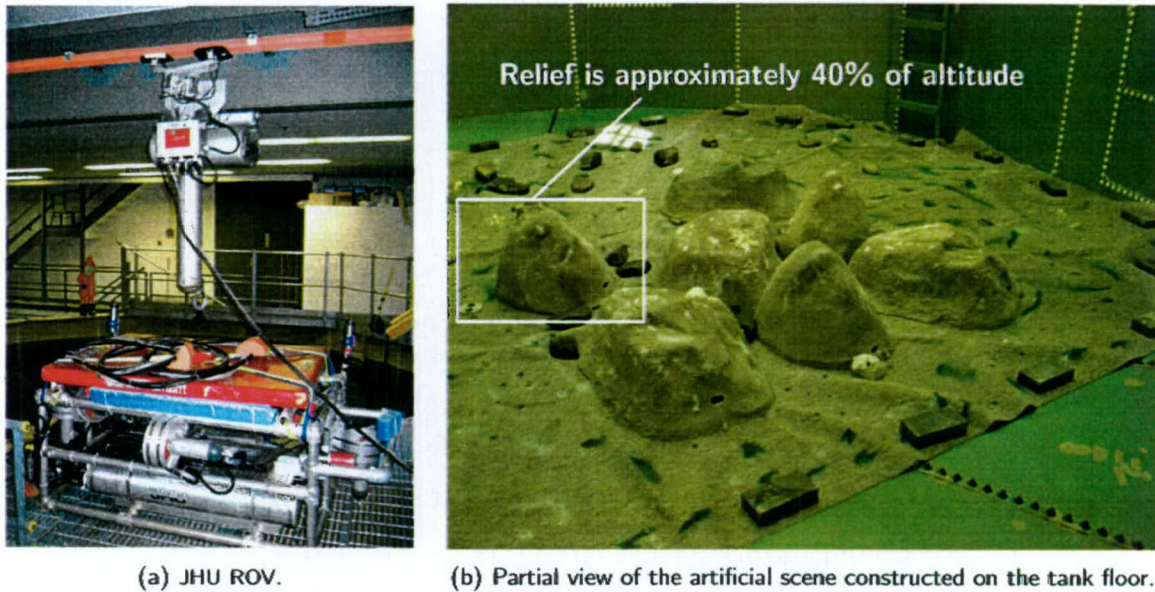 Relief is approximately 40% of altitude
(a) JHU ROV.
(b) Partial view of the artificial scene constructed on the tank floor.